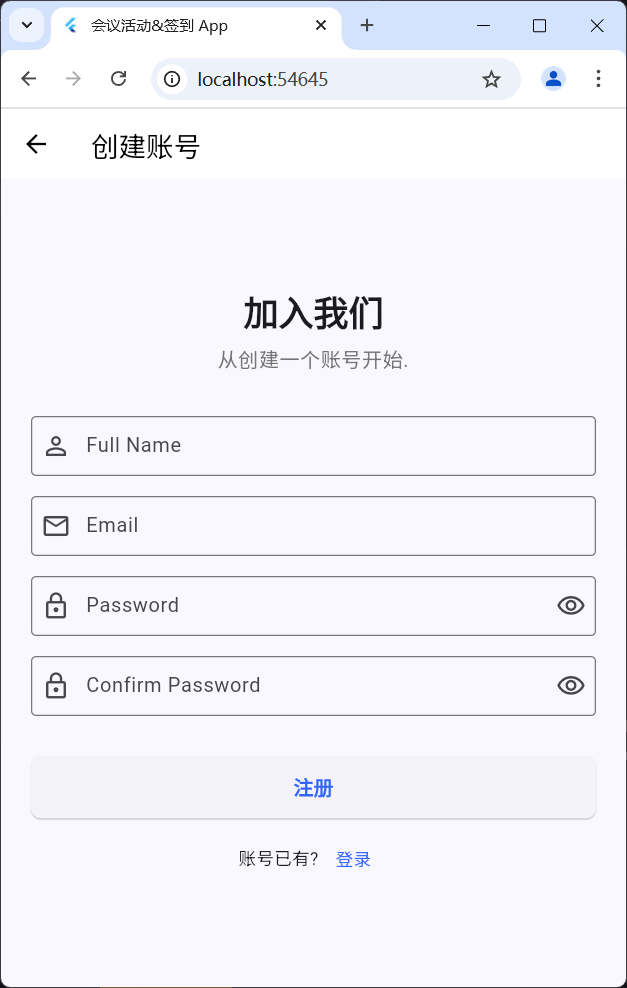 会议活动&签到 App
localhost:54645
创建账号
加入我们
从创建一个账号开始.
Full Name
Email
Password
Confirm Password
注册
账号已有? 登录